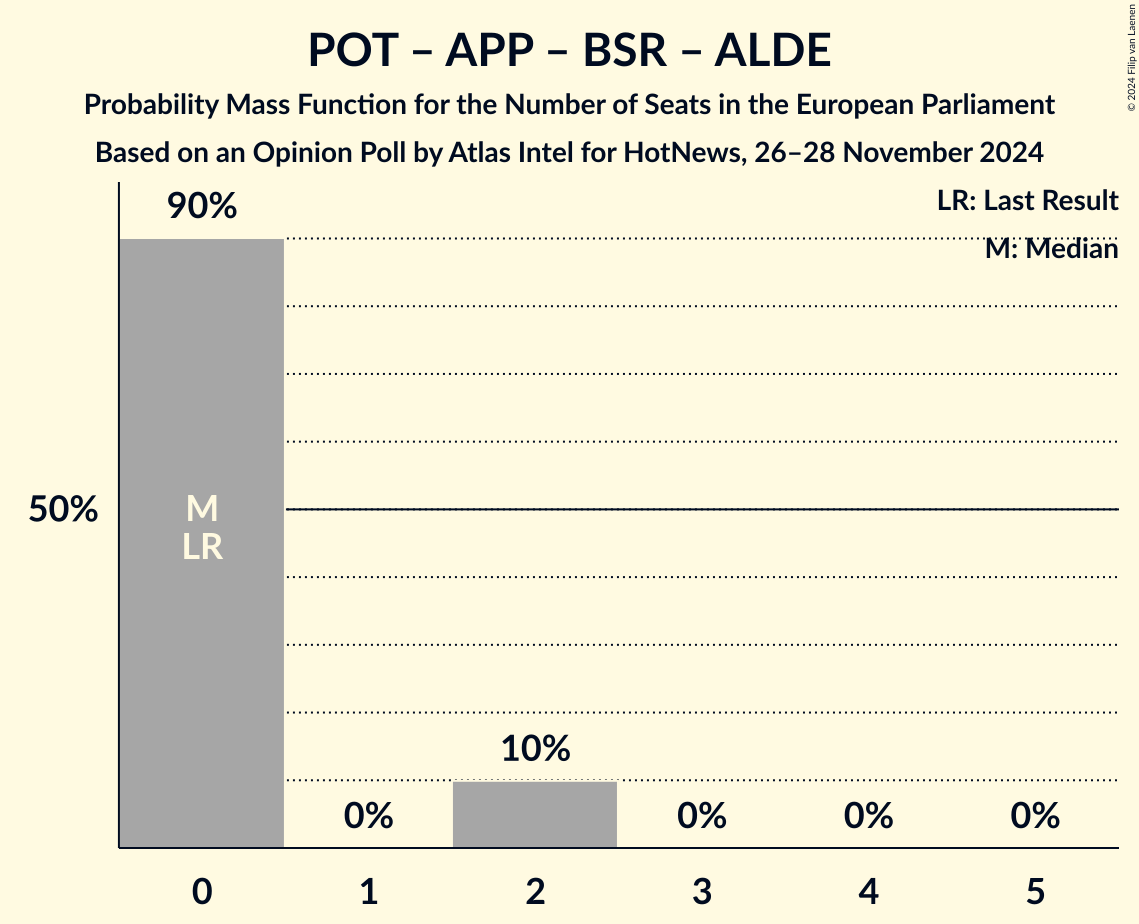 POT – APP – BSR – ALDE
Probability Mass Function for the Number of Seats in the European Parliament
Based on an Opinion Poll by Atlas Intel for HotNews, 26–28 November 2024
© 2024 Filip van Laenen
LR: Last Result
M: Median
90%
50%
M
LR
10%
0%
0%
0%
0%
0 1 2 3 4 5